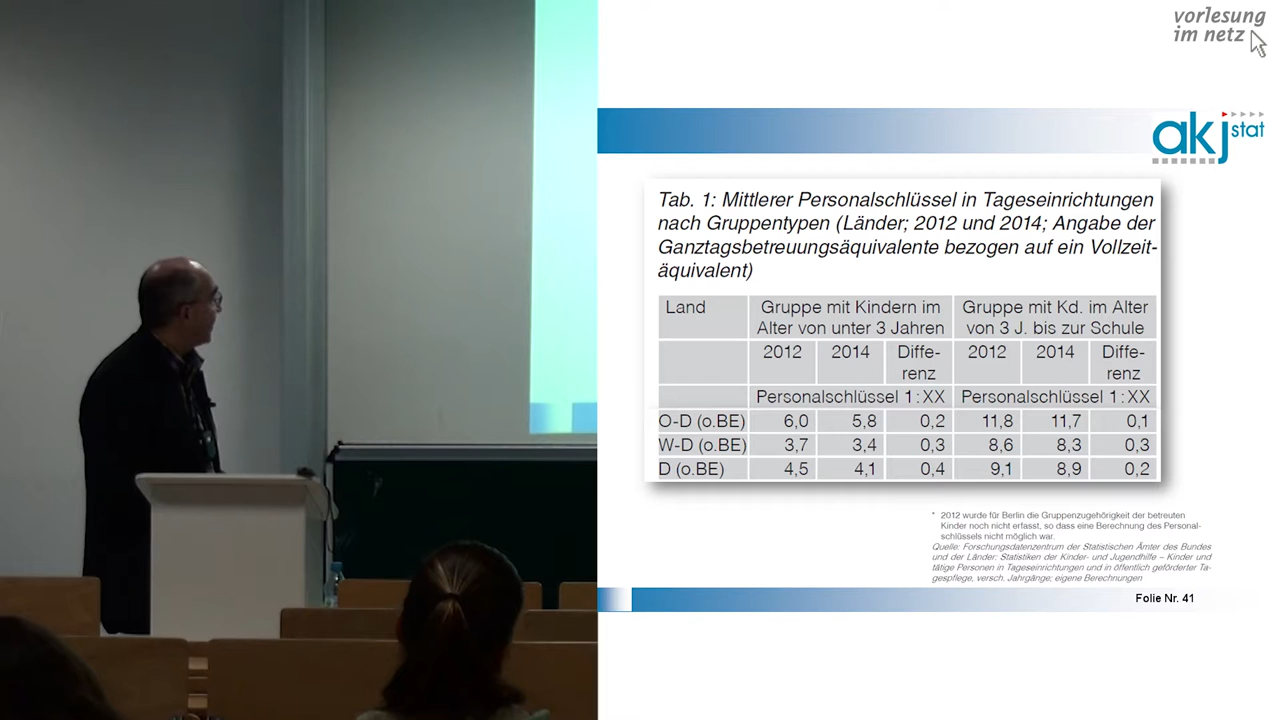 vorlesung
im netz
akj stat
Tab. 1: Mittlerer Personalschlüssel in Tageseinrichtungen
nach Gruppentypen (Länder; 2012 und 2014; Angabe der
Ganztagsbetreuungsäquivalente bezogen auf ein Vollzeit-
äquivalent)
Land Gruppe mit Kindern im Gruppe mit Kd. im Alter
Alter von unter 3 Jahren von 3 J. bis zur Schule
2012 2014 Diffe- 2012 2014 Diffe-
renz renz
Personalschlüssel 1 : XX Personalschlüssel 1 : XX
O-D (o.BE) 6,0 5,8 0,2 11,8 11,7 0,1
W-D (o.BE) 3,7 3,4 0,3 8,6 8,3 0,3
D (o.BE) 4,5 4,1 0,4 9,1 8,9 0,2
* 2012 wurde für Berlin die Gruppenzugehörigkeit der betreuten
Kinder noch nicht erfasst, so dass eine Berechnung des Personal-
schlüssels nicht möglich war.
Quelle: Forschungsdatenzentrum der Statistischen Ämter des Bundes
und der Länder: Statistiken der Kinder- und Jugendhilfe – Kinder und
tätige Personen in Tageseinrichtungen und in öffentlich geförderter Ta-
gespflege, versch. Jahrgänge; eigene Berechnungen
Folie Nr. 41